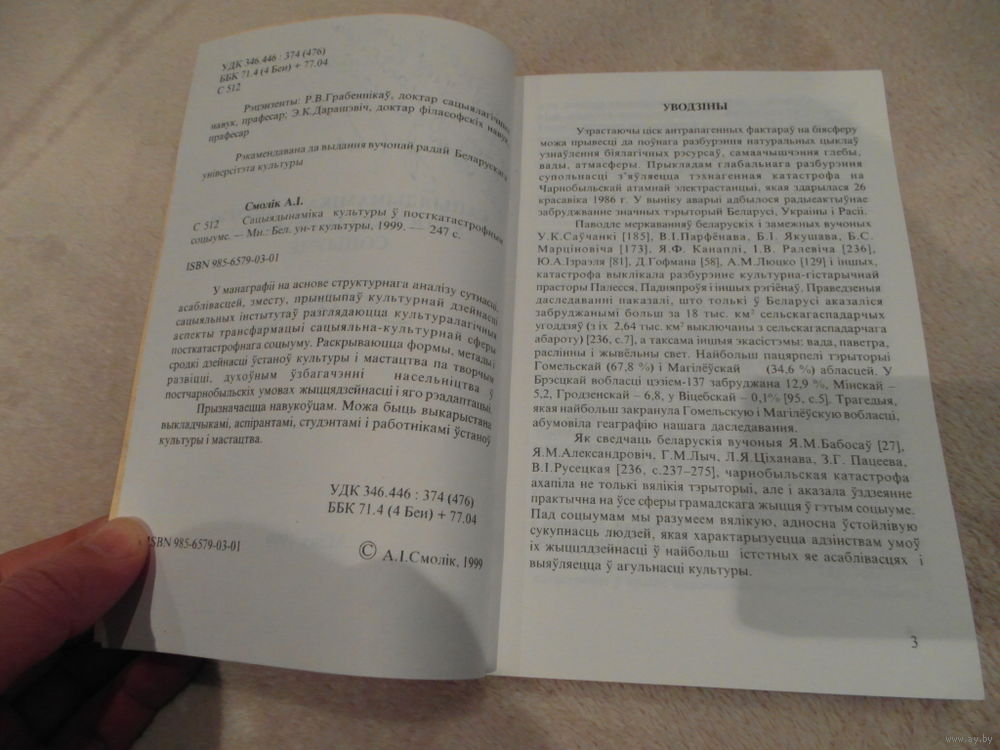 УДК 346.446 : 374 (476)
ББК 71.4 (4 Беи) + 77.04
С 512
Рэцэнзенты: Р.В.Грабеннікаў, доктар сацыялагічных
навук, прафесар; Э.К.Дарашэвіч, доктар філасофскіх навук,
прафесар
Рэкамендавана да выдання вучонай радай Беларускага
універсітэта культуры
Смолік А.І.
С 512 Сацыядынаміка культуры ў посткатастрофным
соцыуме. — Мн.: Бел. ун-т культуры, 1999. — 247 с.
ISBN 985-6579-03-01
У манаграфіі на аснове структурнага аналізу сутнасці,
асаблівасцей, зместу, прынцыпаў культурнай дзейнасці
сацыяльных інстытутаў разглядаюцца культуралагічныя
аспекты трансфармацыі сацыяльна-культурнай сферы
посткатастрофнага соцыуму. Раскрываюцца формы, метады і
сродкі дзейнасці ўстаноў культуры і мастацтва па творчым
развіцці, духоўным ўзбагачэнні насельніцтва ў
постчарнобыльскіх умовах жыццядзейнасці і яго рэадаптацыі.
Прызначаецца навукоўцам. Можа быць выкарыстана
выкладчыкамі, аспірантамі, студэнтамі і работнікамі ўстаноў
культуры і мастацтва.
УДК 346.446 : 374 (476)
ББК 71.4 (4 Беи) + 77.04
ISBN 985-6579-03-01
© А.І.Смолік, 1999
УВОДЗІНЫ
Узрастаючы ціск антрапагенных фактараў на біясферу
можа прывесці да поўнага разбурэння натуральных цыклаў
узнаўлення біялагічных рэсурсаў, самаачышчэння глебы,
вады, атмасферы. Прыкладам глабальнага разбурэння
супольнасці з'яўляецца тэхнагенная катастрофа на
Чарнобыльскай атамнай электрастанцыі, якая здарылася 26
красавіка 1986 г. У выніку аварыі адбылося радыеактыўнае
забруджванне значных тэрыторый Беларусі, Украіны і Расіі.
Паводле меркаванняў беларускіх і замежных вучоных
У.К.Саўчанкі [185], В.І.Парфёнава, Б.І. Якушава, Б.С.
Марціновіча [173], Я.Ф. Канаплі, І.В. Ралевіча [236],
Ю.А.Ізраэля [81], Д.Гофмана [58], А.М.Люцко [129] і іншых,
катастрофа выклікала разбурэнне культурна-гістарычнай
прасторы Палесся, Падняпроўя і іншых рэгіёнаў. Праведзеныя
даследаванні паказалі, што толькі ў Беларусі аказаліся
забруджанымі больш за 18 тыс. км² сельскагаспадарчых
угоддзяў (з іх 2,64 тыс. км² выключаны з сельскагаспадарчага
абароту) [236, с.7], а таксама іншыя экасістэмы: вада, паветра,
раслінны і жывёльны свет. Найбольш пацярпелі тэрыторыі
Гомельскай (67,8 %) і Магілёўскай (34,6 %) абласцей. У
Брэсцкай вобласці цэзіем-137 забруджана 12,9 %, Мінскай –
5,2, Гродзенскай – 6,8, у Віцебскай – 0,1% [95, с.5]. Трагедыя,
якая найбольш закранула Гомельскую і Магілёўскую вобласці,
абумовіла геаграфію нашага даследавання.
Як сведчаць беларускія вучоныя Я.М.Бабосаў [27],
Я.М.Александровіч, Г.М.Лыч, Л.Я.Ціханава, З.Г. Пацеева,
В.І.Русецкая [236, с.237–275], чарнобыльская катастрофа
ахапіла не толькі вялікія тэрыторыі, але і аказала ўздзеянне
практычна на ўсе сферы грамадскага жыцця ў гэтым соцыуме.
Пад соцыумам мы разумеем вялікую, адносна ўстойлівую
сукупнасць людзей, якая характарызуецца адзінствам умоў
іх жыццядзейнасці ў найбольш істотных яе асаблівасцях і
выяўляецца ў агульнасці культуры.
3
www.ay.by